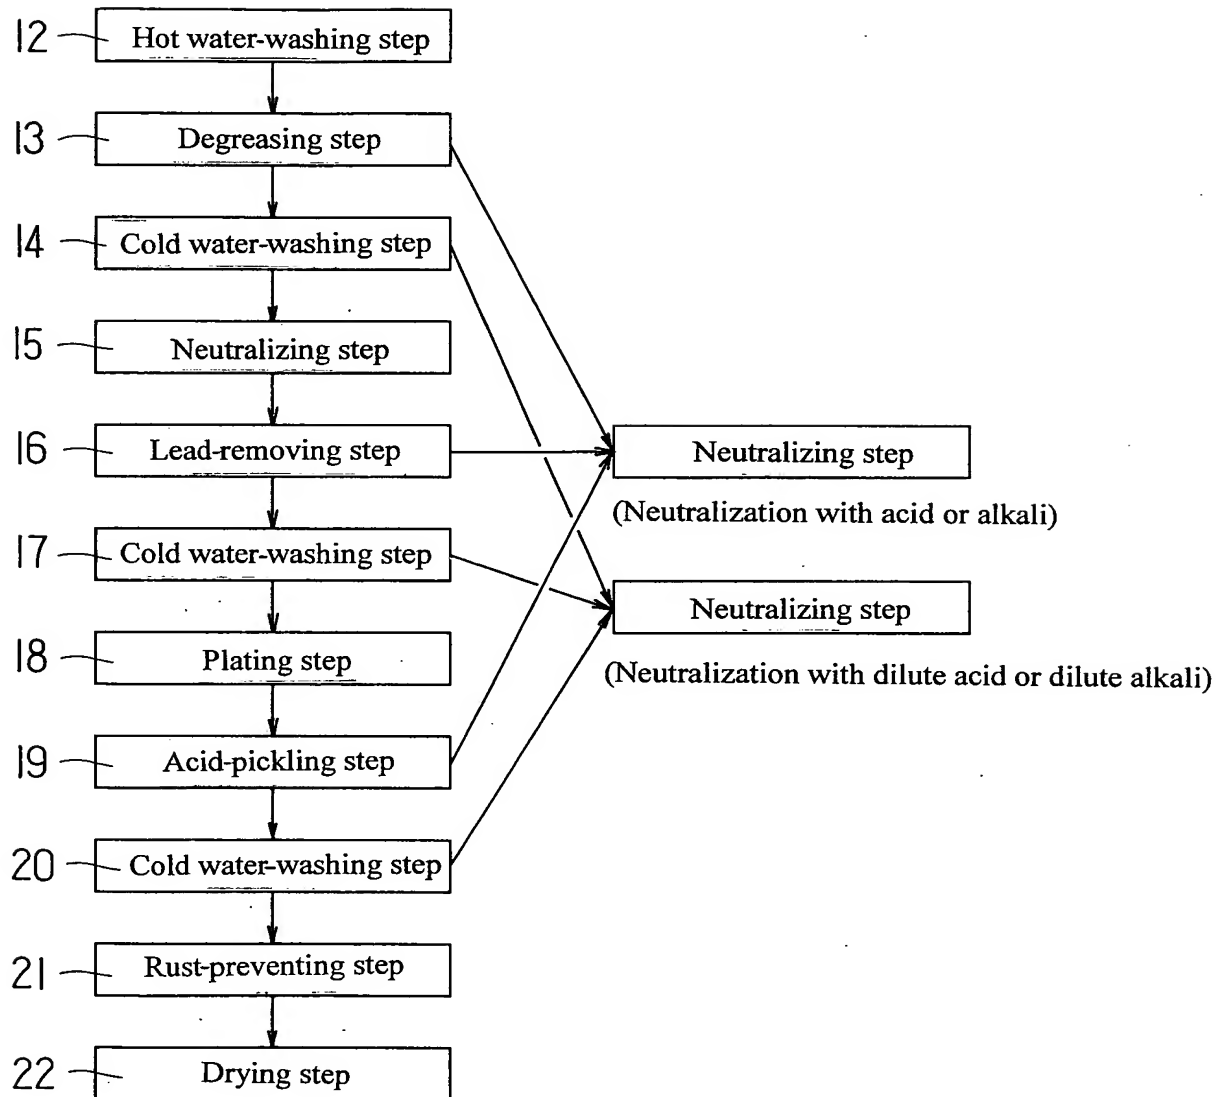 12 Hot water-washing step
13 Degreasing step
14 Cold water-washing step
15 Neutralizing step
16 Lead-removing step
17 Cold water-washing step
18 Plating step
19 Acid-pickling step
20 Cold water-washing step
21 Rust-preventing step
22 Drying step
Neutralizing step
(Neutralization with acid or alkali)
Neutralizing step
(Neutralization with dilute acid or dilute alkali)